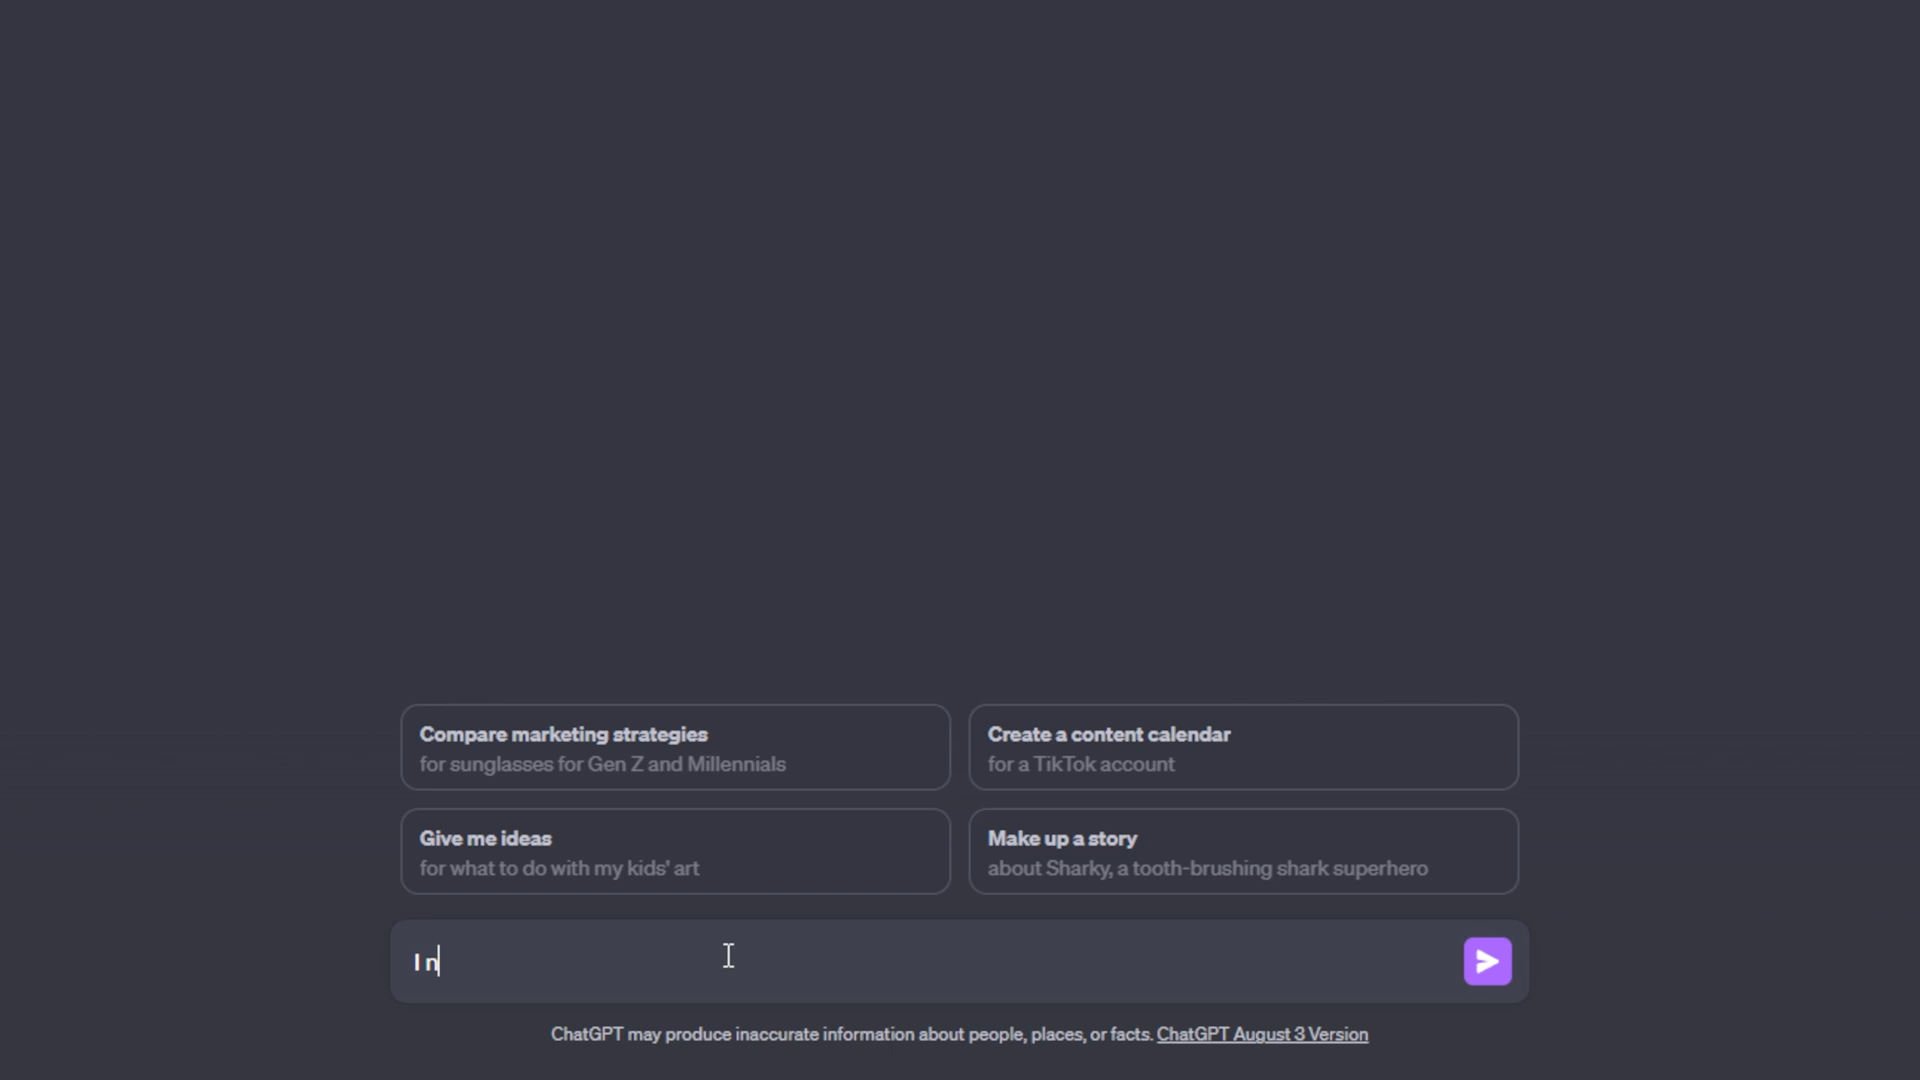 Compare marketing strategies
for sunglasses for Gen Z and Millennials
Create a content calendar
for a TikTok account
Give me ideas
for what to do with my kids' art
Make up a story
about Sharky, a tooth-brushing shark superhero
I n
ChatGPT may produce inaccurate information about people, places, or facts. ChatGPT August 3 Version